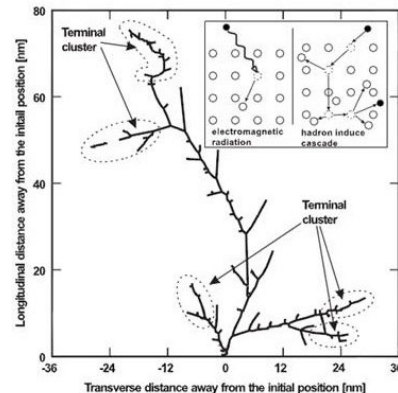 80
60
40
20
0
-36
-24
-12
0
12
24
36
Longitudinal distance away from the initail position [nm]
Transverse distance away from the initial position [nm]
Terminal
cluster
Terminal
cluster
electromagnetic
radiation
hadron induce
cascade